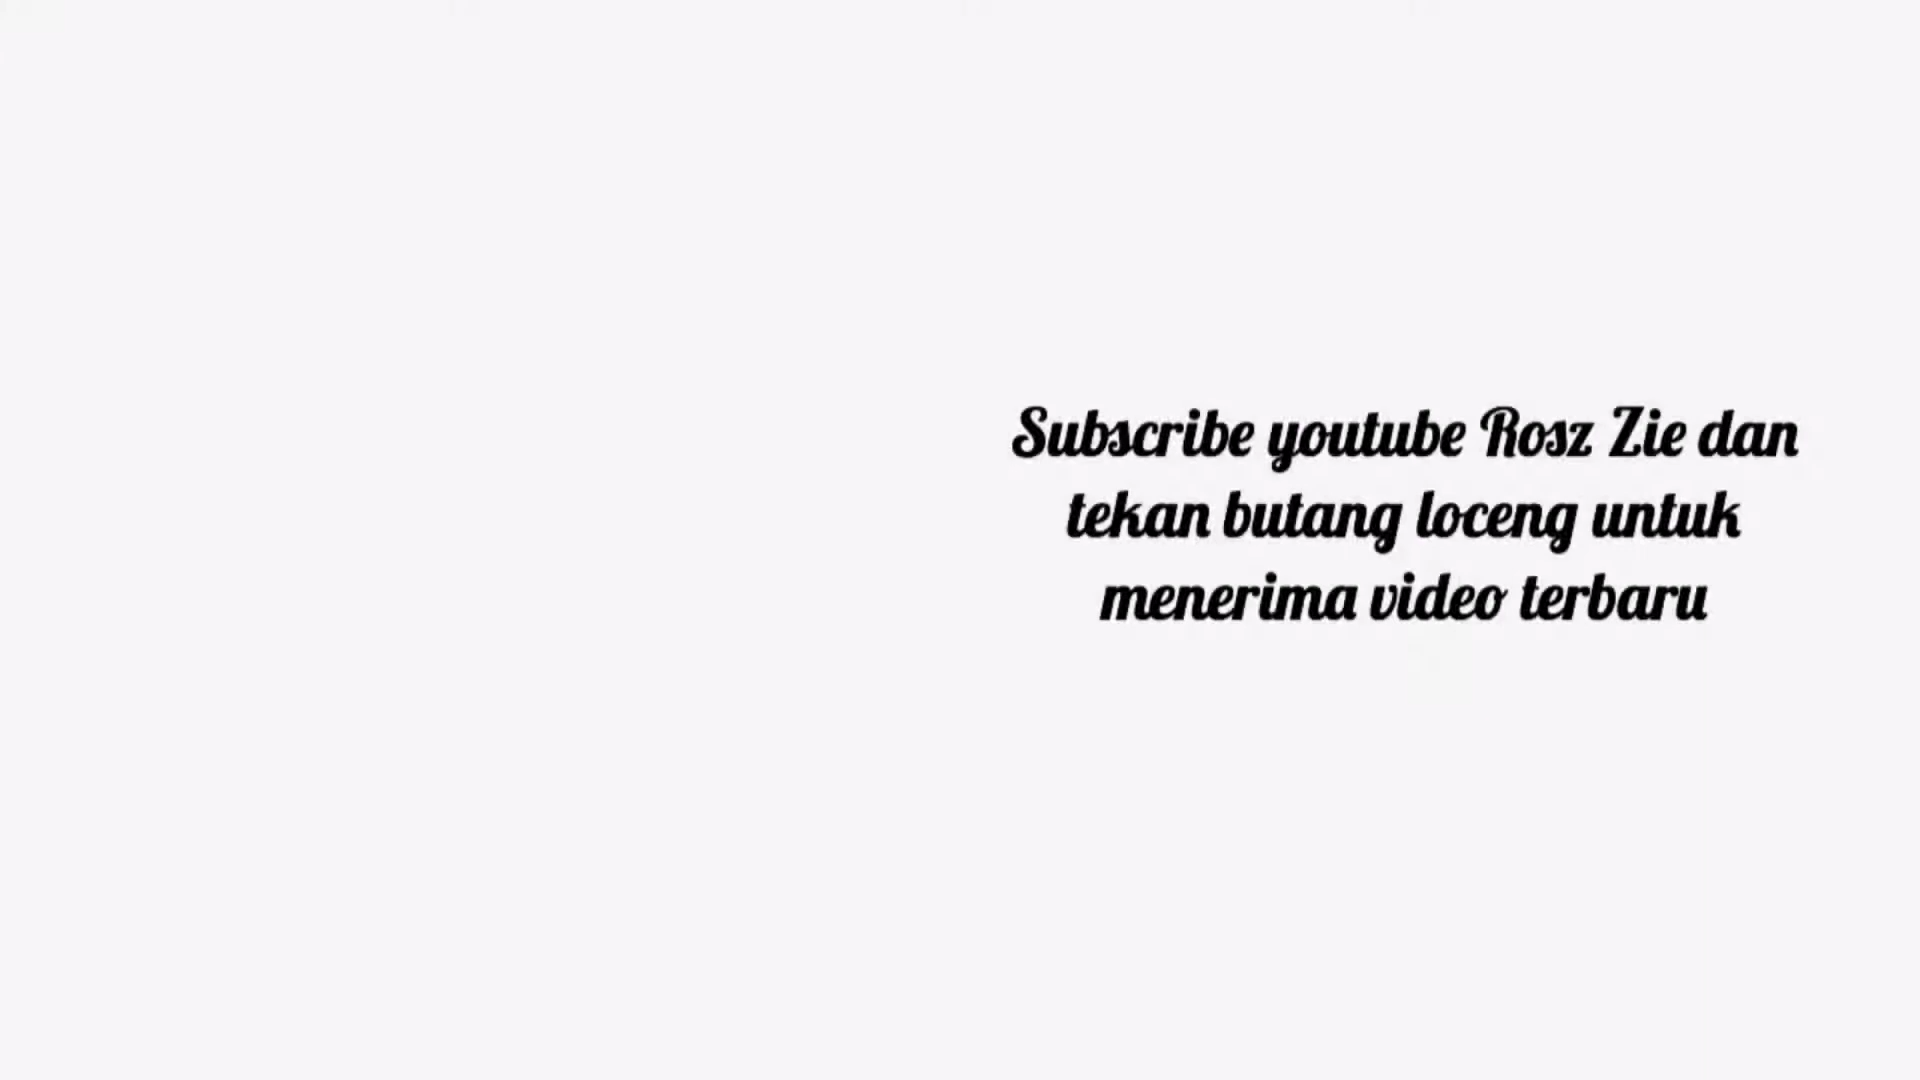 Subscribe youtube Rosz Zie dan
tekan butang loceng untuk
menerima video terbaru